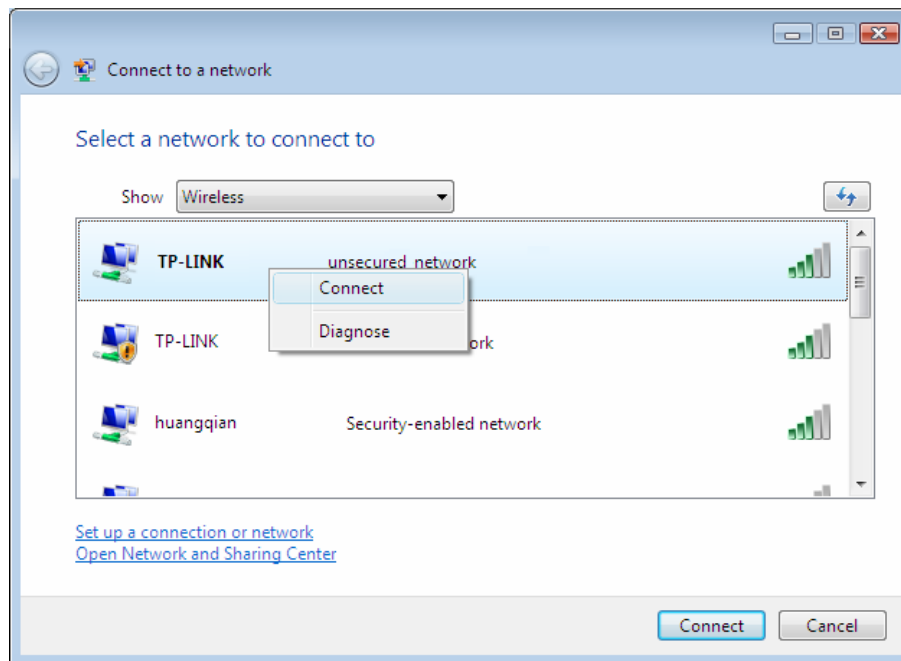 Connect to a network
Select a network to connect to
Show Wireless
TP-LINK unsecured network
Connect
Diagnose
TP-LINK
huangqian Security-enabled network
Set up a connection or network
Open Network and Sharing Center
Connect Cancel